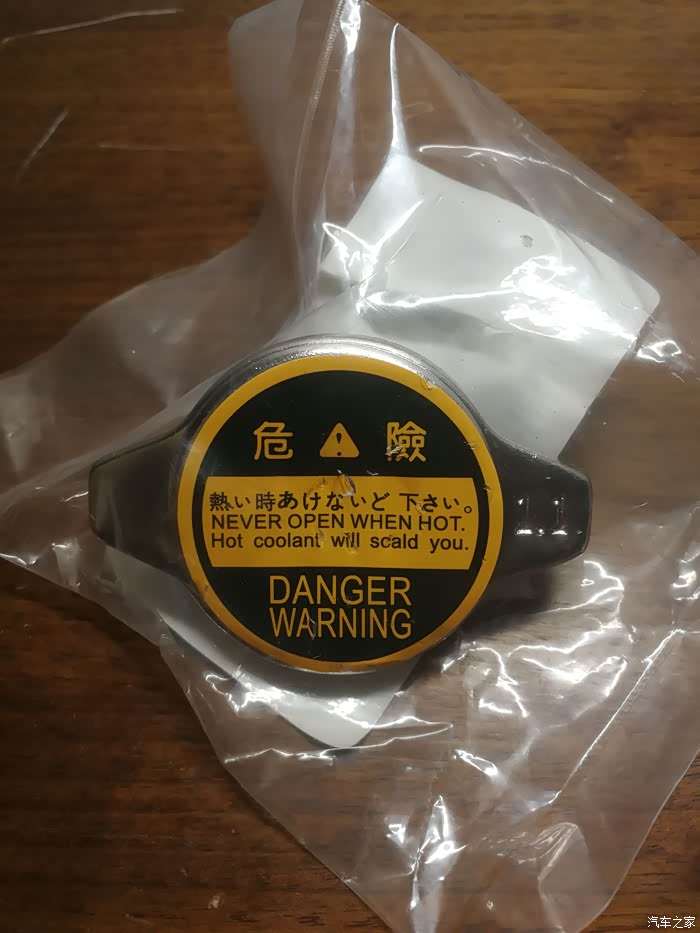 危 險
熱い時あけないど 下さい。
NEVER OPEN WHEN HOT.
Hot coolant will scald you.
DANGER
WARNING
1.1
汽车之家